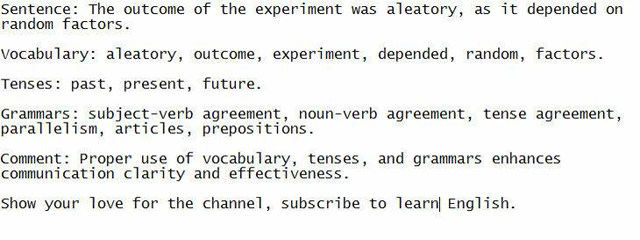 Sentence: The outcome of the experiment was aleatory, as it depended on
random factors.
Vocabulary: aleatory, outcome, experiment, depended, random, factors.
Tenses: past, present, future.
Grammars: subject-verb agreement, noun-verb agreement, tense agreement,
parallelism, articles, prepositions.
Comment: Proper use of vocabulary, tenses, and grammars enhances
communication clarity and effectiveness.
Show your love for the channel, subscribe to learn English.